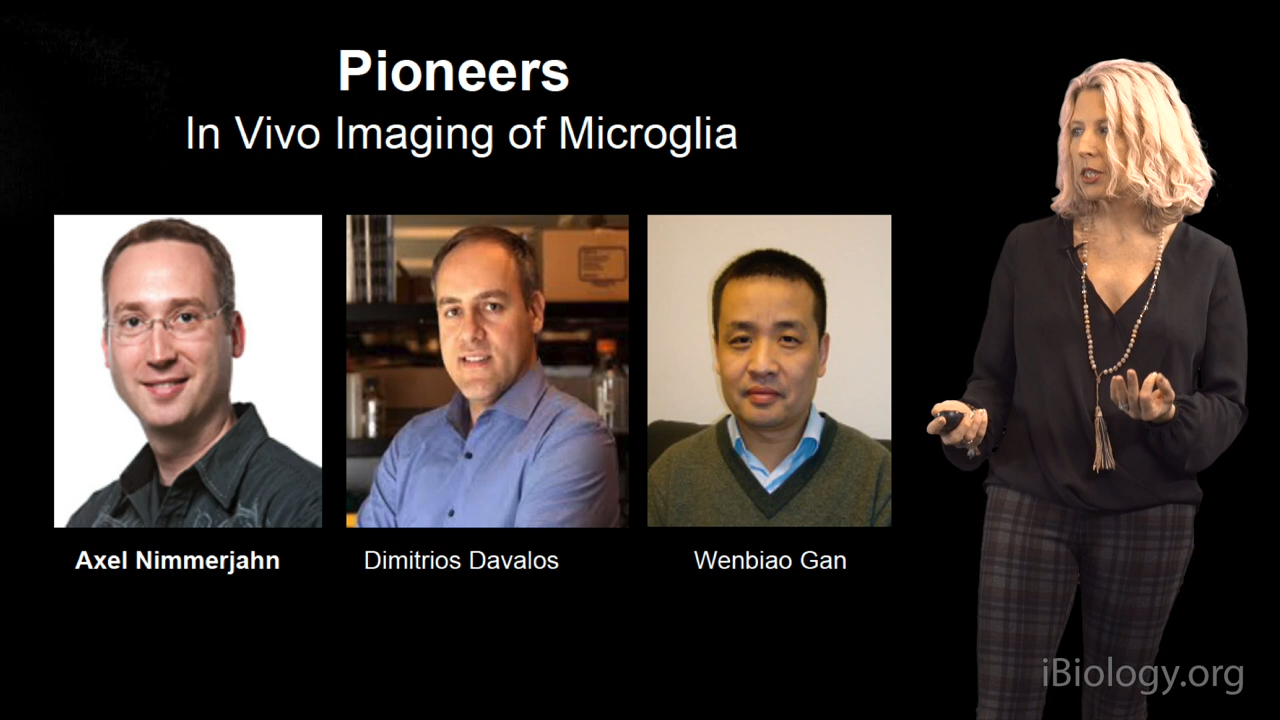 Pioneers
In Vivo Imaging of Microglia
Axel Nimmerjahn
Dimitrios Davalos
Wenbiao Gan
iBiology.org